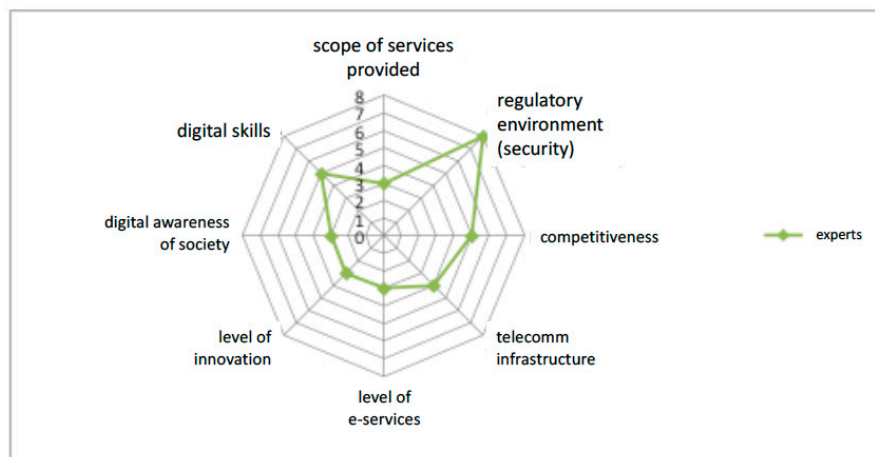 scope of services
provided
8
7
6
5
4
3
2
1
0
regulatory
environment
(security)
digital skills
digital awareness
of society
competitiveness
experts
level of
innovation
telecomm
infrastructure
level of
e-services